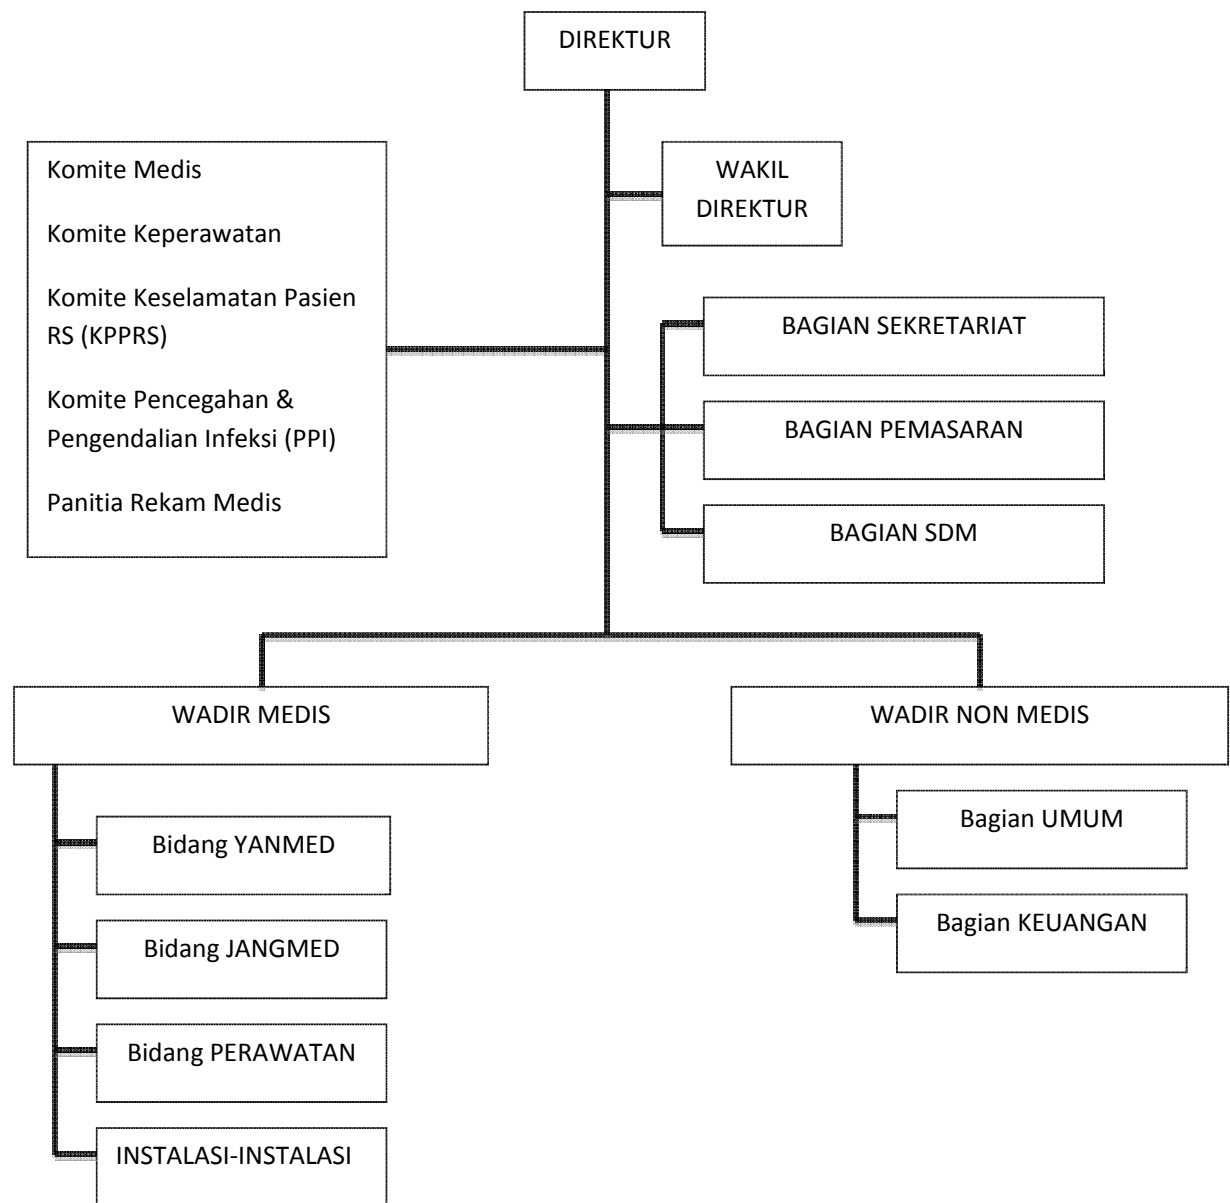 DIREKTUR
WAKIL
DIREKTUR
Komite Medis
Komite Keperawatan
Komite Keselamatan Pasien
RS (KPPRS)
Komite Pencegahan &
Pengendalian Infeksi (PPI)
Panitia Rekam Medis
BAGIAN SEKRETARIAT
BAGIAN PEMASARAN
BAGIAN SDM
WADIR MEDIS
WADIR NON MEDIS
Bidang YANMED
Bidang JANGMED
Bidang PERAWATAN
INSTALASI-INSTALASI
Bagian UMUM
Bagian KEUANGAN